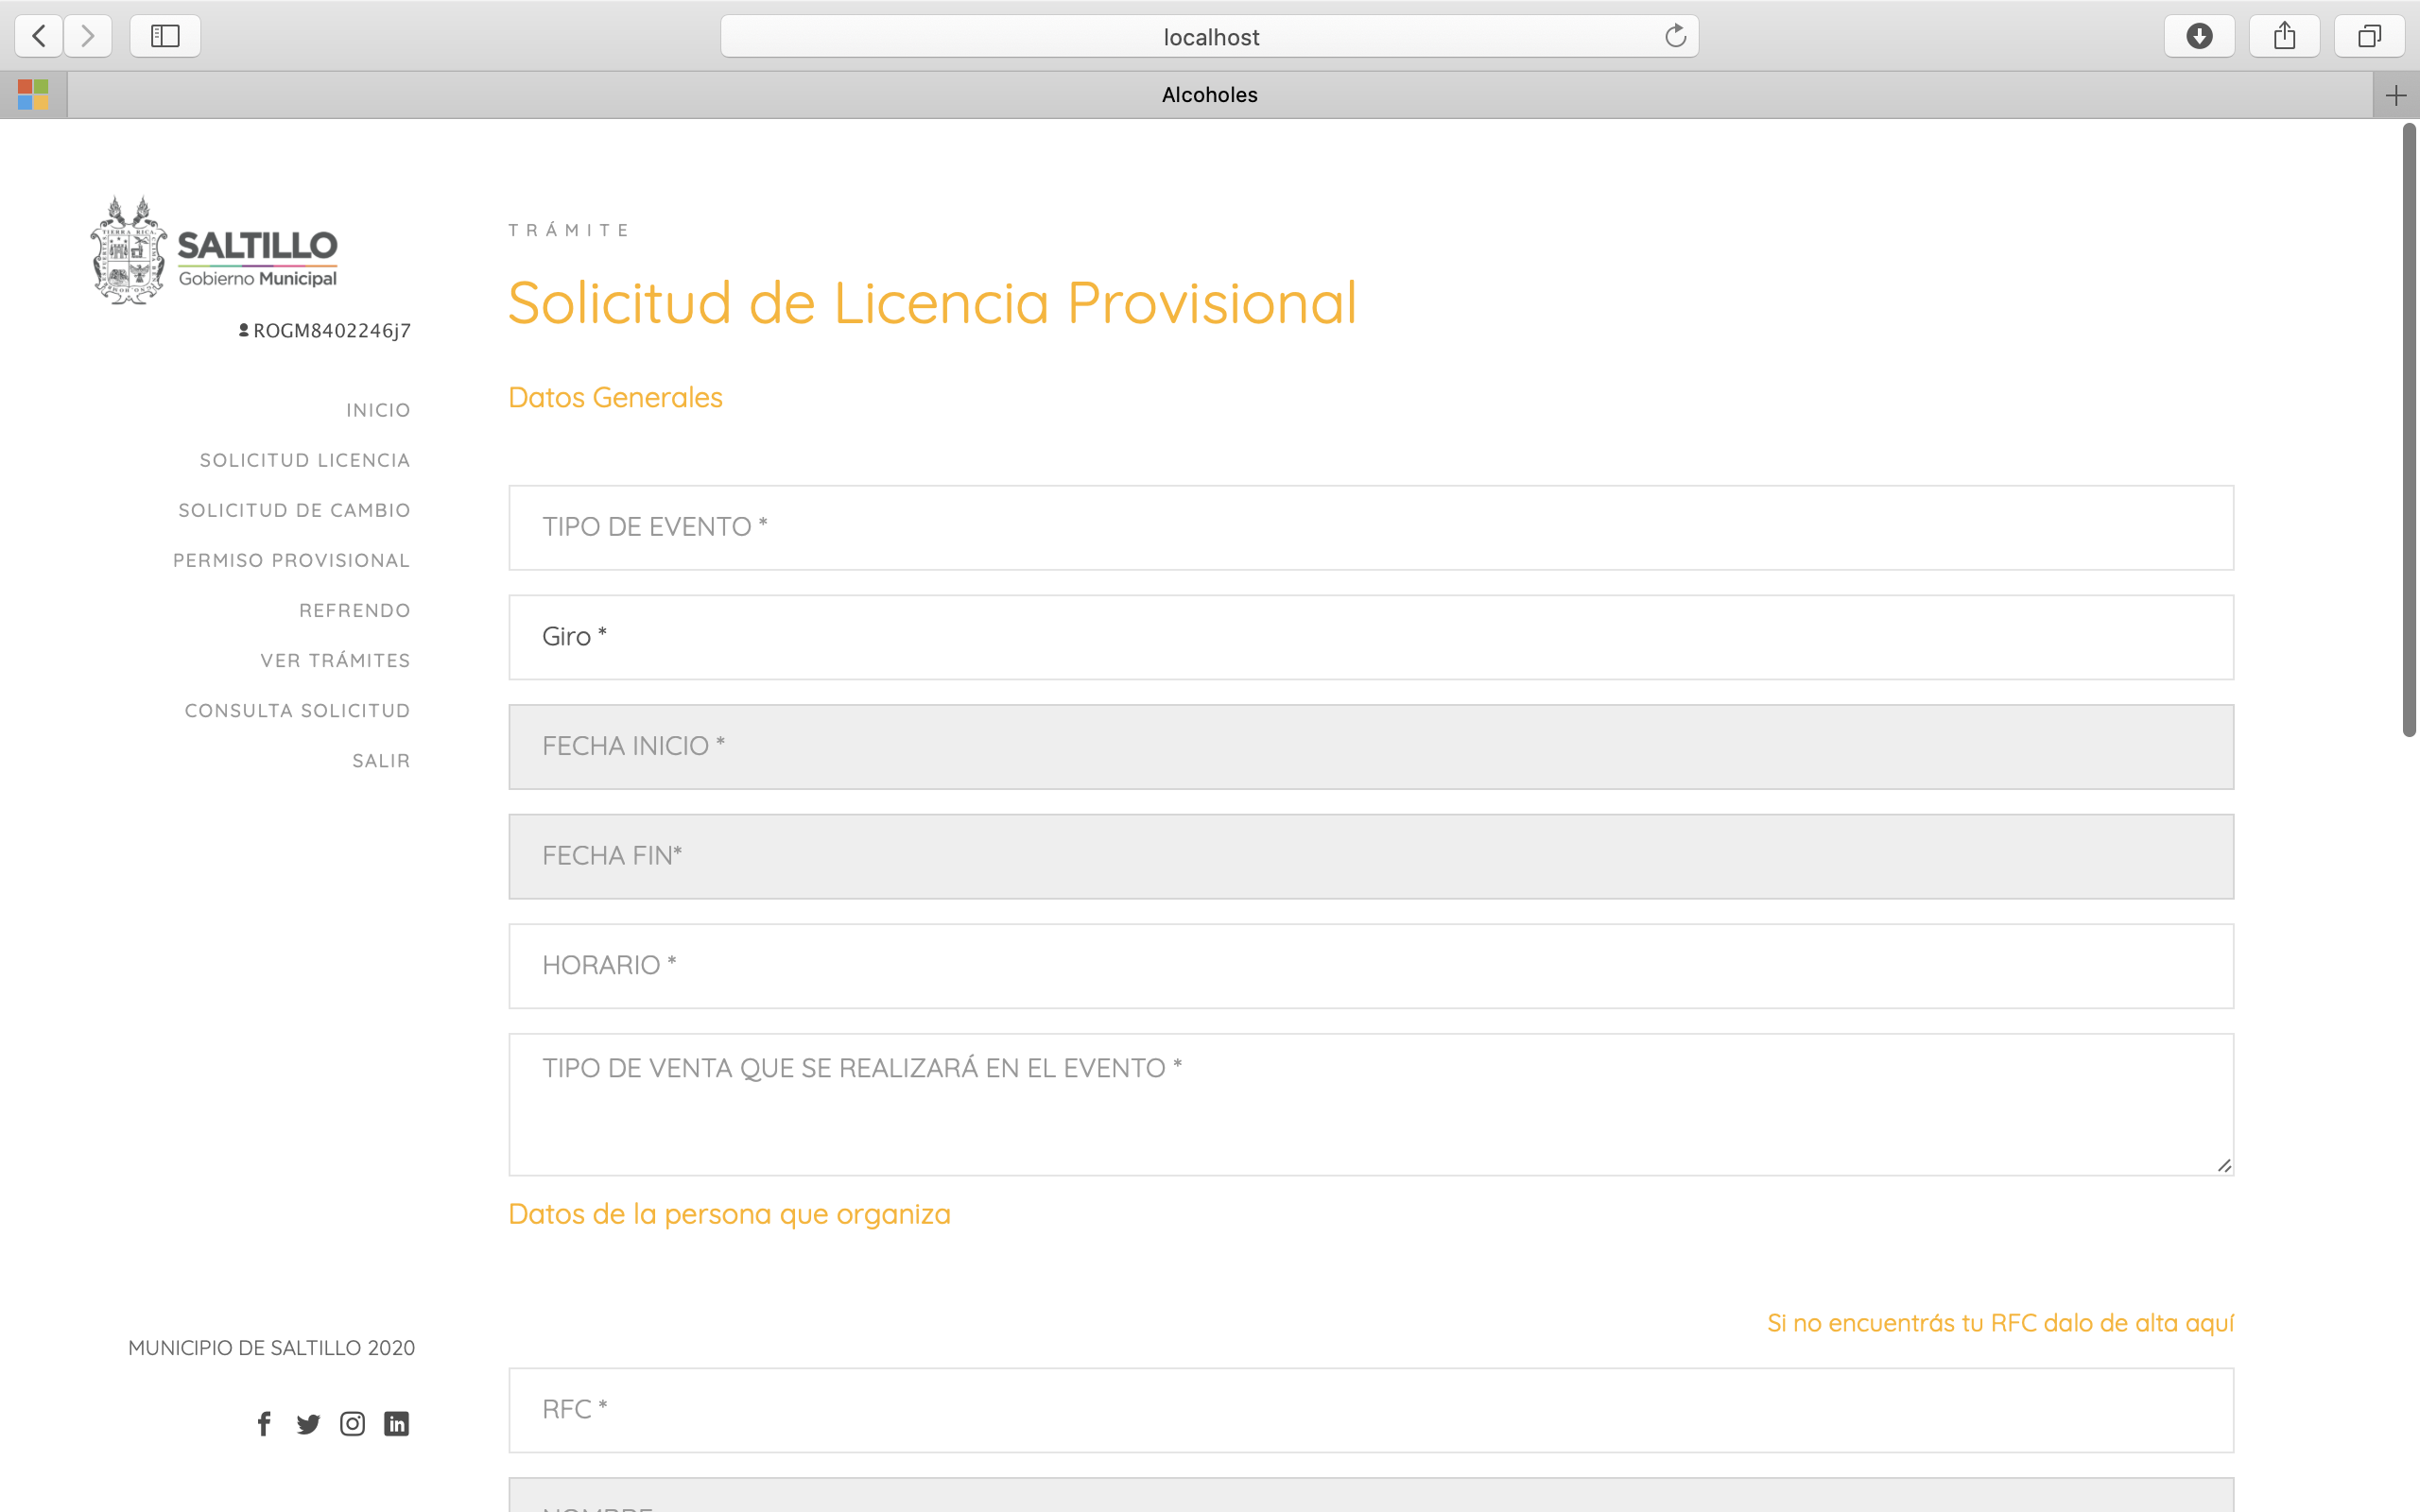 localhost
Alcoholes
SALTILLO
Gobierno Municipal
ROGM8402246j7
INICIO
SOLICITUD LICENCIA
SOLICITUD DE CAMBIO
PERMISO PROVISIONAL
REFRENDO
VER TRÁMITES
CONSULTA SOLICITUD
SALIR
MUNICIPIO DE SALTILLO 2020
TRÁMITE
Solicitud de Licencia Provisional
Datos Generales
TIPO DE EVENTO *
Giro *
FECHA INICIO *
FECHA FIN*
HORARIO *
TIPO DE VENTA QUE SE REALIZARÁ EN EL EVENTO *
Datos de la persona que organiza
Si no encuentrás tu RFC dalo de alta aquí
RFC *